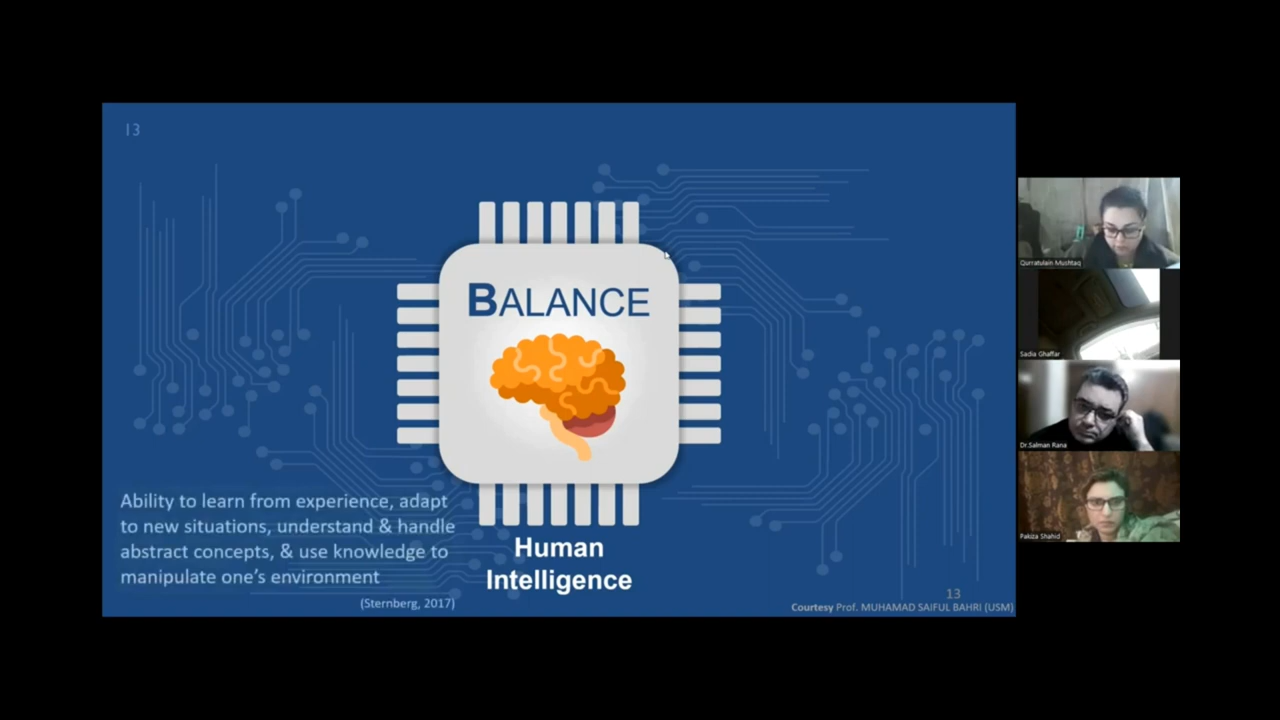 13
BALANCE
Ability to learn from experience, adapt
to new situations, understand & handle
abstract concepts, & use knowledge to
manipulate one’s environment
(Sternberg, 2017)
Human
Intelligence
13
Courtesy Prof. MUHAMAD SAIFUL BAHRI (USM)
Qurratulain Mushtaq
Sadia Ghaffar
Dr.Salman Rana
Pakiza Shahid